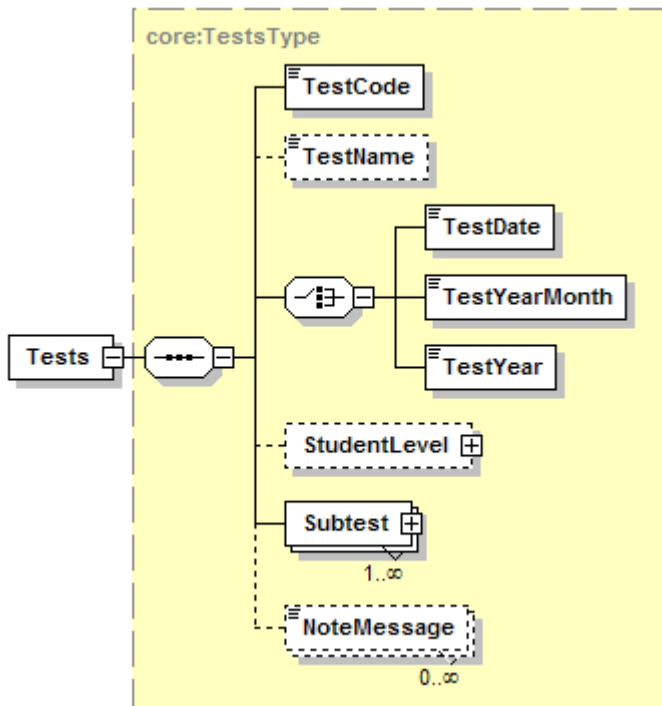 core:TestsType
TestCode
TestName
TestDate
TestYearMonth
TestYear
Tests
StudentLevel
Subtest
1..∞
NoteMessage
0..∞